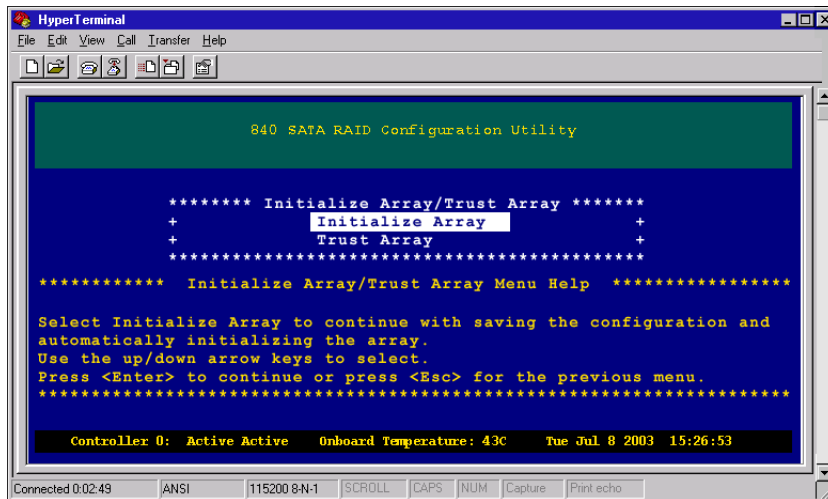 HyperTerminal
File Edit View Call Transfer Help
840 SATA RAID Configuration Utility
******** Initialize Array/Trust Array *******
+ Initialize Array +
+ Trust Array +
*********************************************
************ Initialize Array/Trust Array Menu Help *****************
Select Initialize Array to continue with saving the configuration and
automatically initializing the array.
Use the up/down arrow keys to select.
Press <Enter> to continue or press <Esc> for the previous menu.
***********************************************************************
Controller 0: Active Active Onboard Temperature: 43C Tue Jul 8 2003 15:26:53
Connected 0:02:49 ANSI 115200 8-N-1 SCROLL CAPS NUM Capture Print echo